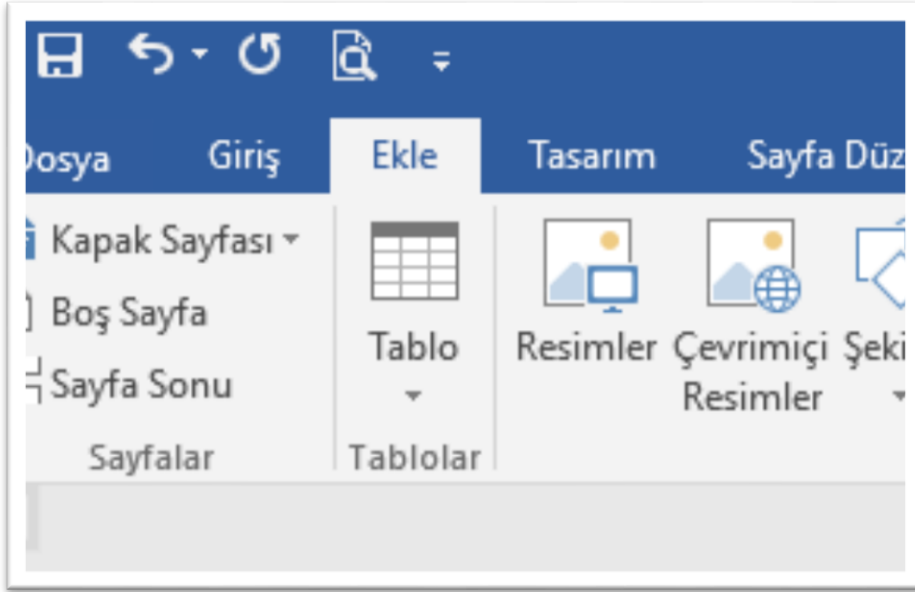 Dosya Giriş Ekle Tasarım Sayfa Düz
Kapak Sayfası
Boş Sayfa
Sayfa Sonu
Sayfalar
Tablo
Tablolar
Resimler
Çevrimiçi
Resimler
Şeki